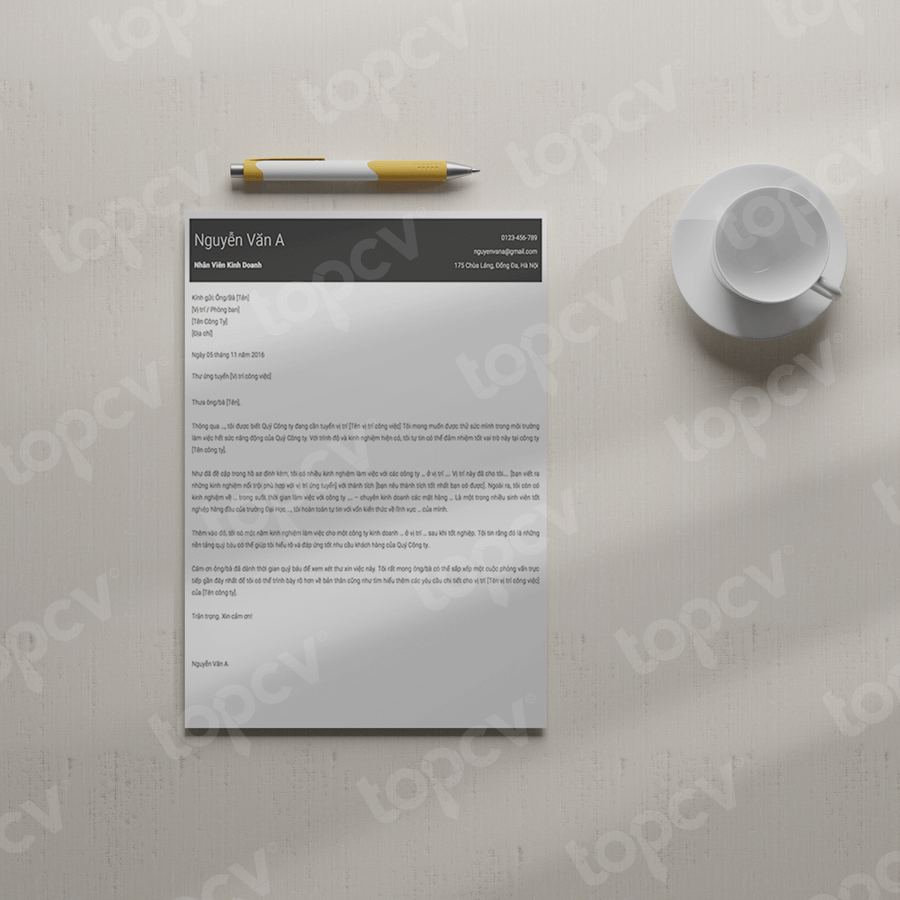 Nguyễn Văn A
Nhân Viên Kinh Doanh
0123-456-789
nguyenvana@gmail.com
175 Chùa Láng, Đống Đa, Hà Nội
Kính gửi: Ông/Bà [Tên]
[Vị trí / Phòng ban]
[Tên Công Ty]
[Địa chỉ]
Ngày 05 tháng 11 năm 2016
Thư ứng tuyển [Vị trí công việc]
Thưa ông/bà [Tên],
Thông qua ..., tôi được biết Quý Công ty đang cần tuyển vị trí [Tên vị trí công việc] Tôi mong muốn được thử sức mình trong môi trường
làm việc hết sức năng động của Quý Công ty. Với trình độ và kinh nghiệm hiện có, tôi tự tin có thể đảm nhiệm tốt vai trò này tại công ty
[Tên công ty].
Như đã đề cập trong hồ sơ đính kèm, tôi có nhiều kinh nghiệm làm việc với các công ty ... ở vị trí .... Vị trí này đã cho tôi.... [bạn viết ra
những kinh nghiệm nổi trội phù hợp với vị trí ứng tuyển] với thành tích [bạn nêu thành tích tốt nhất bạn có được]. Ngoài ra, tôi còn có
kinh nghiệm về ... trong suốt thời gian làm việc với công ty .... – chuyên kinh doanh các mặt hàng ... Là một trong nhiều sinh viên tốt
nghiệp hàng đầu của trường Đại Học ..., tôi hoàn toàn tự tin với vốn kiến thức về lĩnh vực ... của mình.
Thêm vào đó, tôi có một năm kinh nghiệm làm việc cho một công ty kinh doanh ... ở vị trí ... sau khi tốt nghiệp. Tôi tin rằng đó là những
nền tảng quý báu có thể giúp tôi hiểu rõ và đáp ứng tốt nhu cầu khách hàng của Quý Công ty.
Cám ơn ông/bà đã dành thời gian quý báu để xem xét thư xin việc này. Tôi rất mong ông/bà có thể sắp xếp một cuộc phỏng vấn trực
tiếp gần đây nhất để tôi có thể trình bày rõ hơn về bản thân cũng như tìm hiểu thêm các yêu cầu chi tiết cho vị trí [Tên vị trí công việc]
của [Tên công ty].
Trân trọng. Xin cảm ơn!
Nguyễn Văn A
topcv